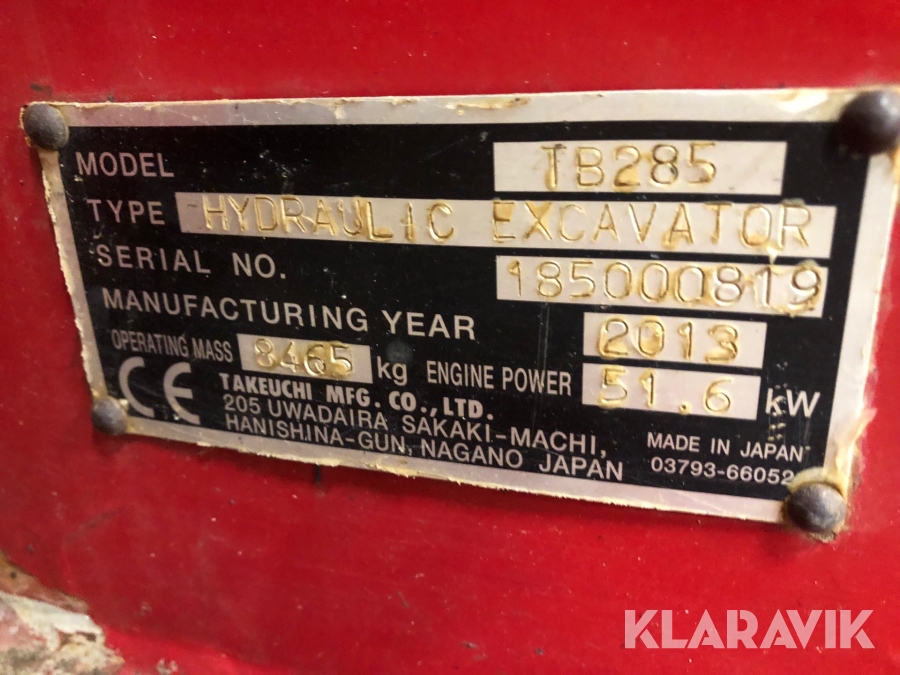 MODEL TB285
TYPE HYDRAULIC EXCAVATOR
SERIAL NO. 185000819
MANUFACTURING YEAR 2013
OPERATING MASS 8465 kg ENGINE POWER 51.6 kW
CE TAKEUCHI MFG. CO., LTD.
205 UWADAIRA SAKAKI-MACHI,
HANISHINA-GUN, NAGANO JAPAN
MADE IN JAPAN
03793-66052
KLARAVIK